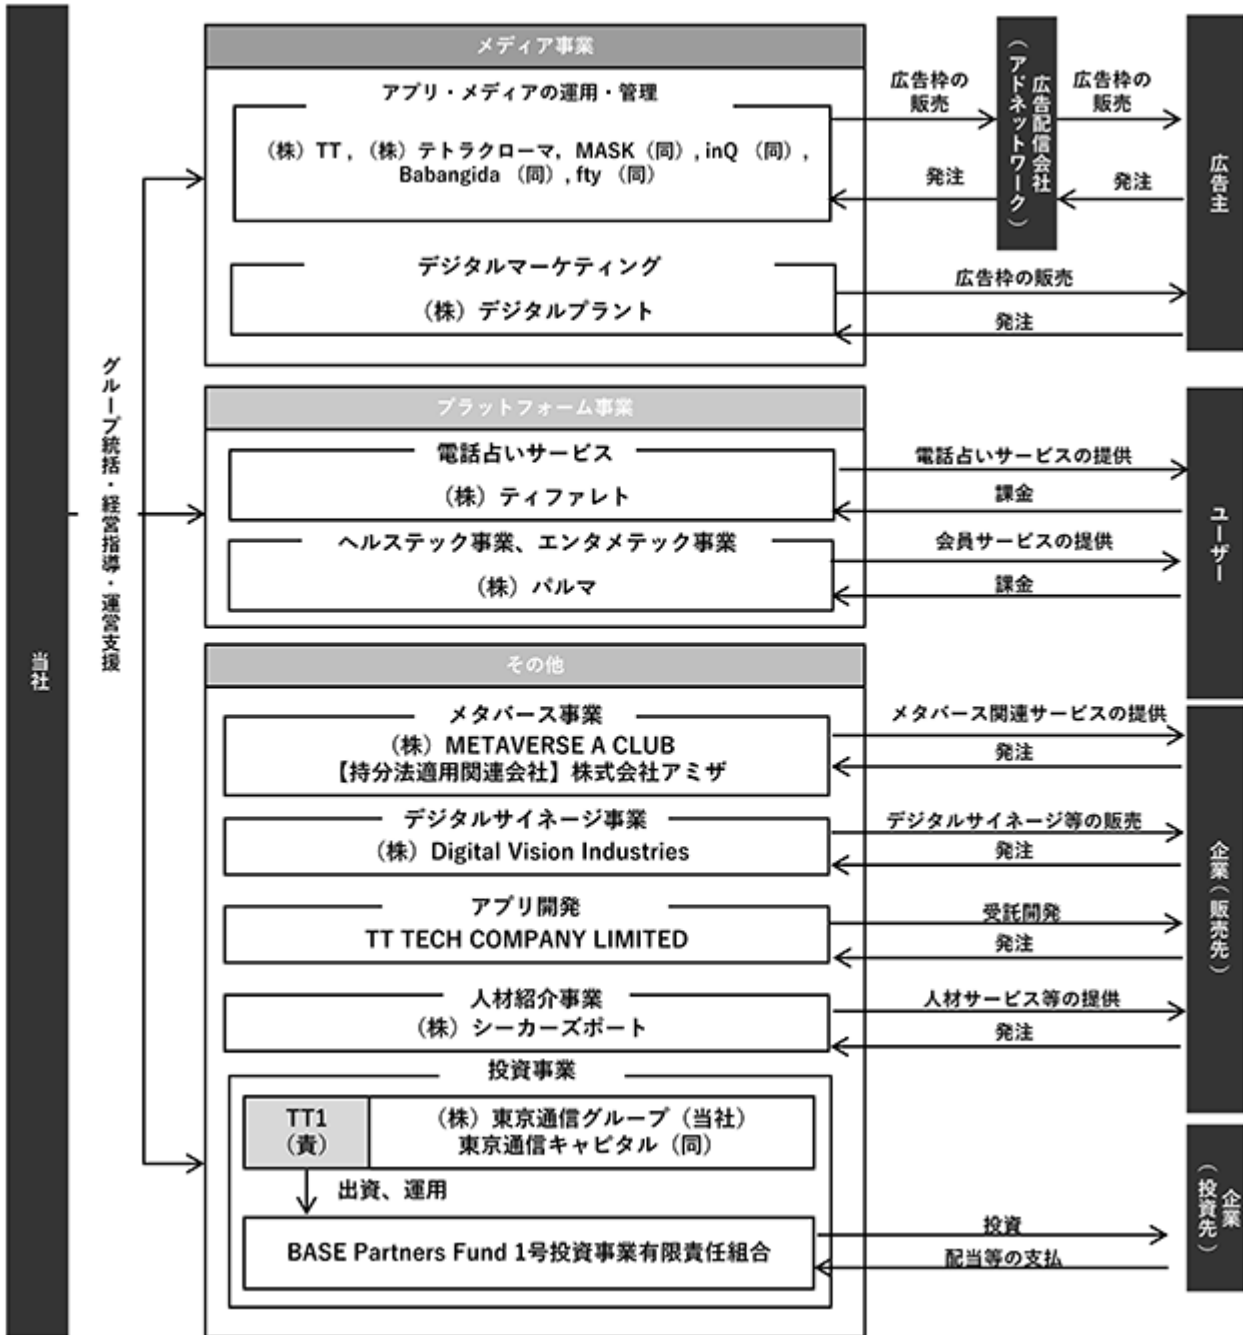 当社
グループ統括・経営指導・運営支援
メディア事業
アプリ・メディアの運用・管理
（株）TT，（株）テトラクローマ，MASK（同）, inQ（同），
Babangida（同）, fty（同）
広告枠の
販売
発注
広告配信会社
（アドネットワーク）
広告枠の
販売
発注
広告主
デジタルマーケティング
（株）デジタルプラント
広告枠の販売
発注
プラットフォーム事業
電話占いサービス
（株）ティファレト
電話占いサービスの提供
課金
ヘルステック事業、エンタメテック事業
（株）パルマ
会員サービスの提供
課金
ユーザー
その他
メタバース事業
（株）METAVERSE A CLUB
【持分法適用関連会社】株式会社アミザ
メタバース関連サービスの提供
発注
デジタルサイネージ事業
（株）Digital Vision Industries
デジタルサイネージ等の販売
発注
アプリ開発
TT TECH COMPANY LIMITED
受託開発
発注
人材紹介事業
（株）シーカーズポート
人材サービス等の提供
発注
企業（販売先）
投資事業
TT1
（責）
（株）東京通信グループ（当社）
東京通信キャピタル（同）
出資、運用
BASE Partners Fund 1号投資事業有限責任組合
投資
配当等の支払
企業
（投資先）